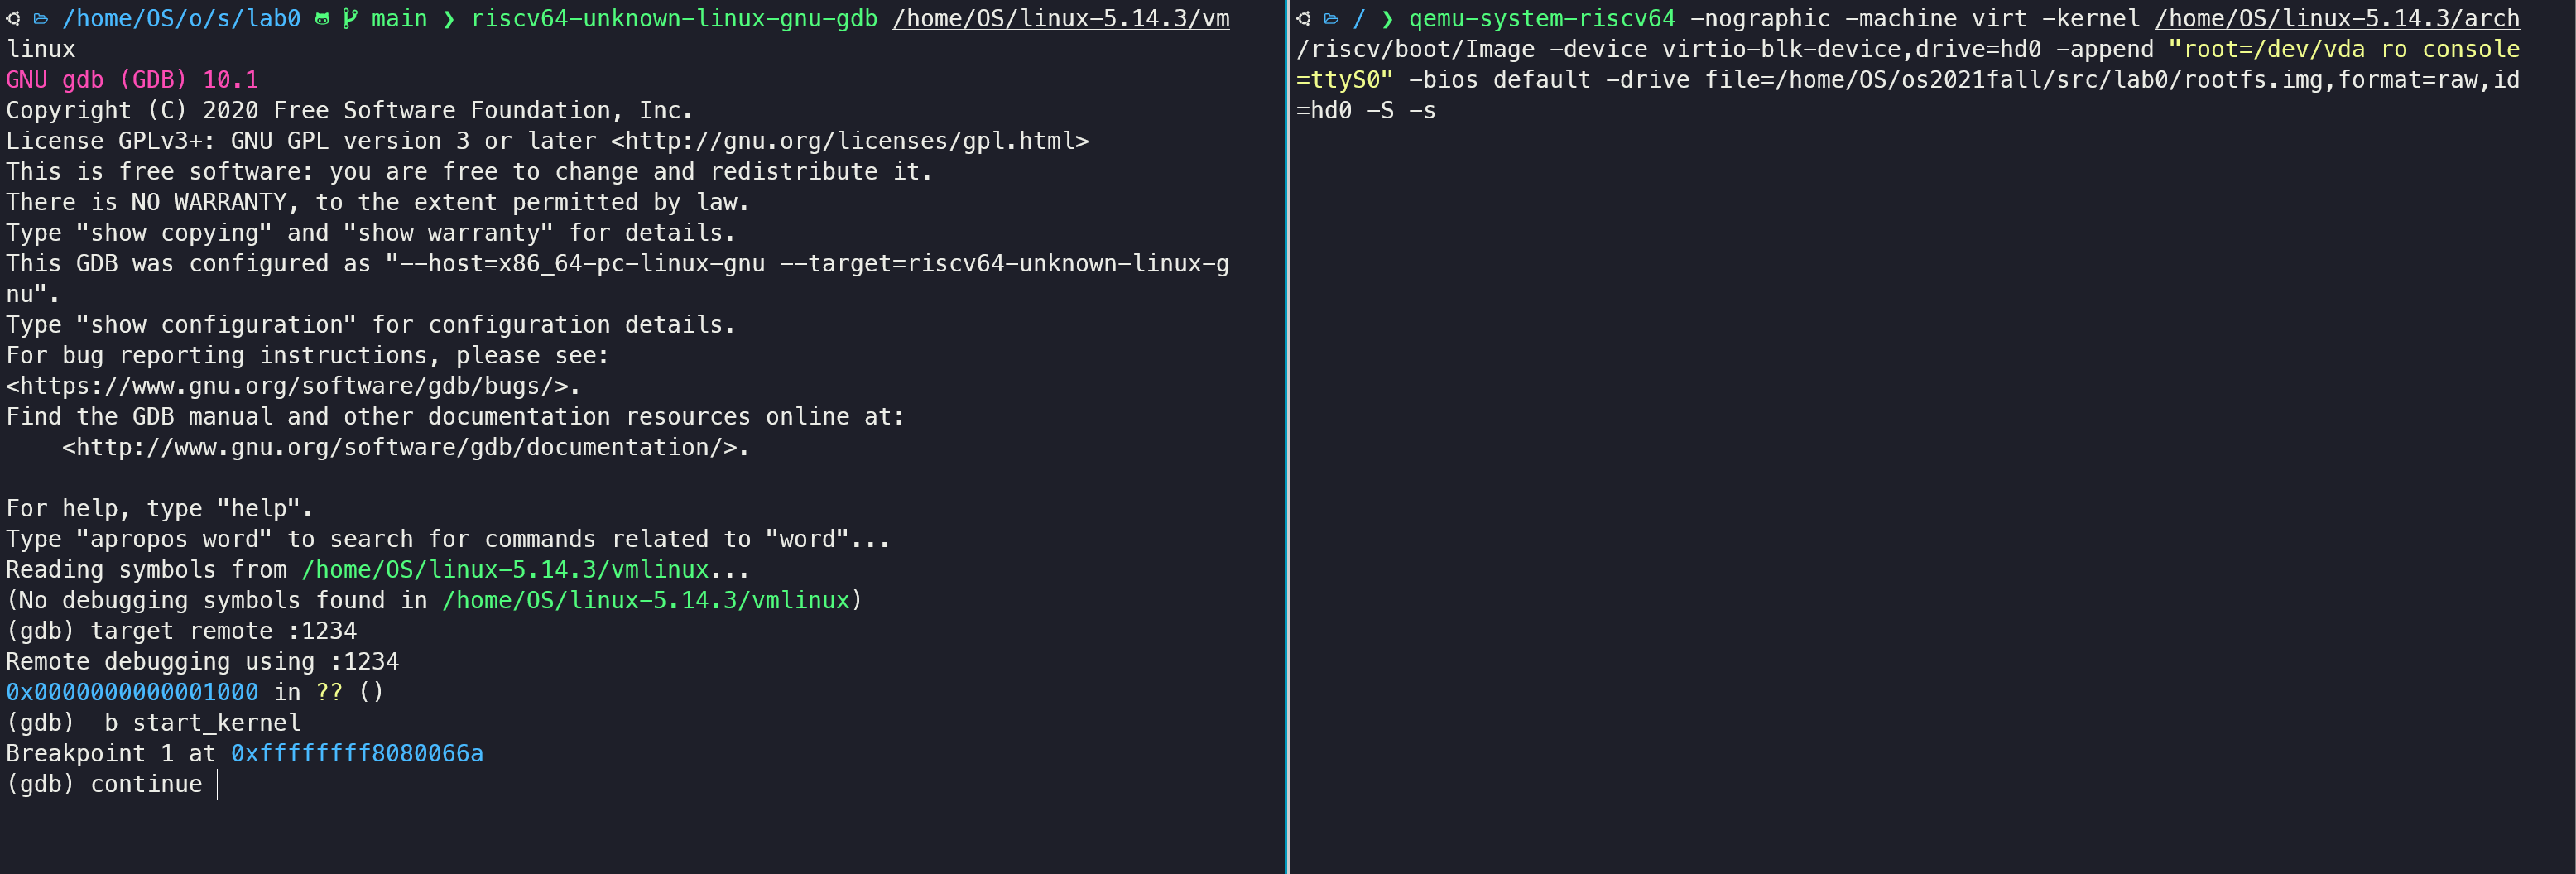 /home/OS/o/s/lab0 main ❯ riscv64-unknown-linux-gnu-gdb /home/OS/linux-5.14.3/vm
linux
GNU gdb (GDB) 10.1
Copyright (C) 2020 Free Software Foundation, Inc.
License GPLv3+: GNU GPL version 3 or later <http://gnu.org/licenses/gpl.html>
This is free software: you are free to change and redistribute it.
There is NO WARRANTY, to the extent permitted by law.
Type "show copying" and "show warranty" for details.
This GDB was configured as "--host=x86_64-pc-linux-gnu --target=riscv64-unknown-linux-g
nu".
Type "show configuration" for configuration details.
For bug reporting instructions, please see:
<https://www.gnu.org/software/gdb/bugs/>.
Find the GDB manual and other documentation resources online at:
    <http://www.gnu.org/software/gdb/documentation/>.

For help, type "help".
Type "apropos word" to search for commands related to "word"...
Reading symbols from /home/OS/linux-5.14.3/vmlinux...
(No debugging symbols found in /home/OS/linux-5.14.3/vmlinux)
(gdb) target remote :1234
Remote debugging using :1234
0x0000000000001000 in ?? ()
(gdb)  b start_kernel
Breakpoint 1 at 0xffffffff8080066a
(gdb) continue
/ ❯ qemu-system-riscv64 -nographic -machine virt -kernel /home/OS/linux-5.14.3/arch
/riscv/boot/Image -device virtio-blk-device,drive=hd0 -append "root=/dev/vda ro console
=ttyS0" -bios default -drive file=/home/OS/os2021fall/src/lab0/rootfs.img,format=raw,id
=hd0 -S -s